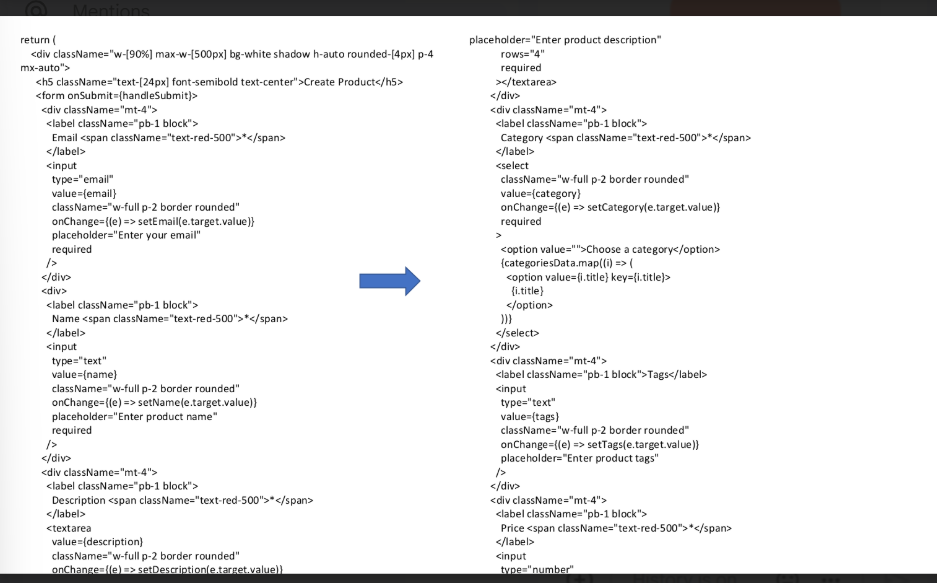 Mentions
return (
<div className="w-[90%] max-w-[500px] bg-white shadow h-auto rounded-[4px] p-4
mx-auto">
<h5 className="text-[24px] font-semibold text-center">Create Product</h5>
<form onSubmit={handleSubmit}>
<div className="mt-4">
<label className="pb-1 block">
Email <span className="text-red-500">*</span>
</label>
<input
type="email"
value={email}
className="w-full p-2 border rounded"
onChange={(e) => setEmail(e.target.value)}
placeholder="Enter your email"
required
/>
</div>
<div>
<label className="pb-1 block">
Name <span className="text-red-500">*</span>
</label>
<input
type="text"
value={name}
className="w-full p-2 border rounded"
onChange={(e) => setName(e.target.value)}
placeholder="Enter product name"
required
/>
</div>
<div className="mt-4">
<label className="pb-1 block">
Description <span className="text-red-500">*</span>
</label>
<textarea
value={description}
className="w-full p-2 border rounded"
onChange={(e) => setDescription(e.target.value)}
placeholder="Enter product description"
rows="4"
required
></textarea>
</div>
<div className="mt-4">
<label className="pb-1 block">
Category <span className="text-red-500">*</span>
</label>
<select
className="w-full p-2 border rounded"
value={category}
onChange={(e) => setCategory(e.target.value)}
required
>
<option value="">Choose a category</option>
{categoriesData.map((i) => (
<option value={i.title} key={i.title}>
{i.title}
</option>
))}
</select>
</div>
<div className="mt-4">
<label className="pb-1 block">Tags</label>
<input
type="text"
value={tags}
className="w-full p-2 border rounded"
onChange={(e) => setTags(e.target.value)}
placeholder="Enter product tags"
/>
</div>
<div className="mt-4">
<label className="pb-1 block">
Price <span className="text-red-500">*</span>
</label>
<input
type="number"